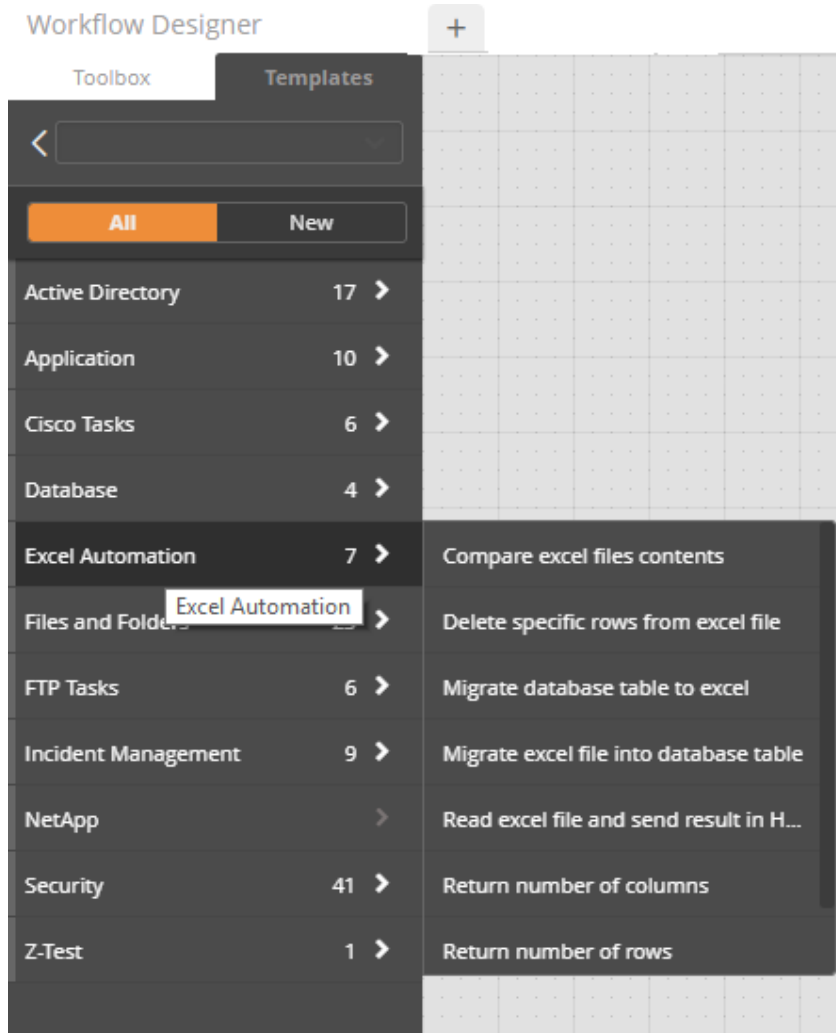 Workflow Designer
+
Toolbox
Templates
All
New
Active Directory 17
Application 10
Cisco Tasks 6
Database 4
Excel Automation 7
Excel Automation
Files and
FTP Tasks 6
Incident Management 9
NetApp
Security 41
Z-Test 1
Compare excel files contents
Delete specific rows from excel file
Migrate database table to excel
Migrate excel file into database table
Read excel file and send result in H...
Return number of columns
Return number of rows